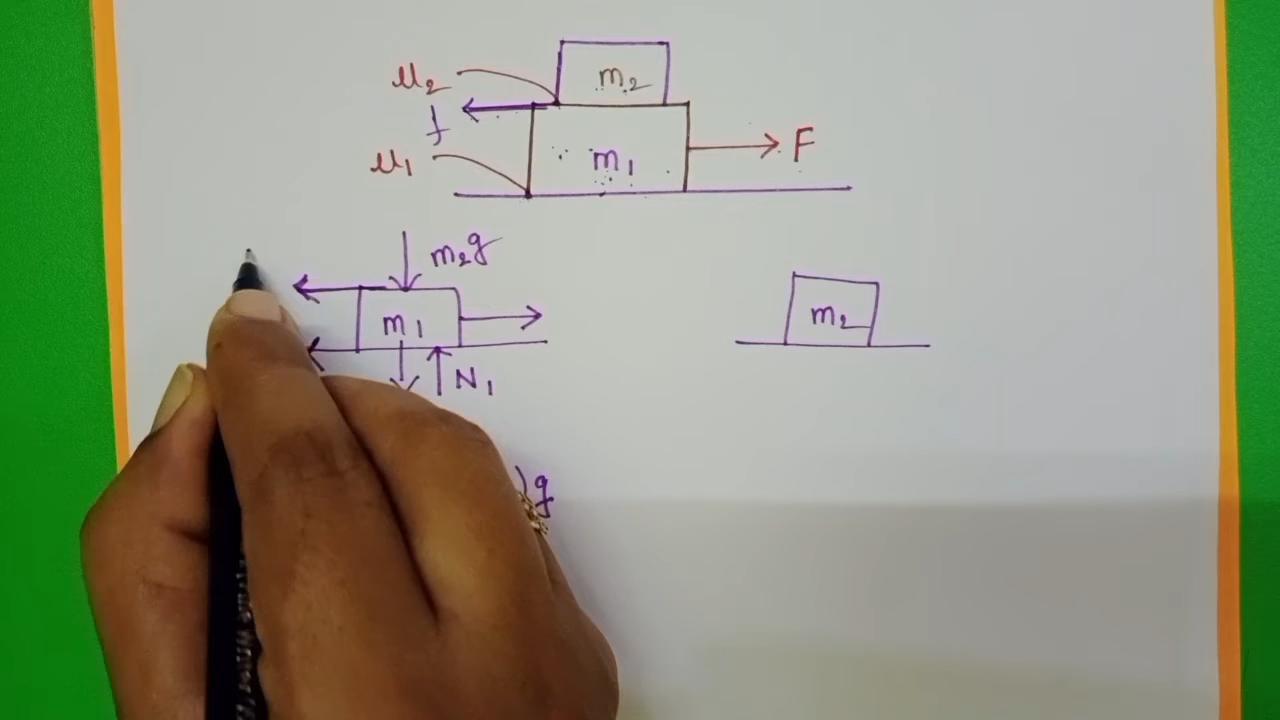 m₂
μ₂
f
μ₁
m₁
F
m₂g
m₁
m₂
N₁
)g